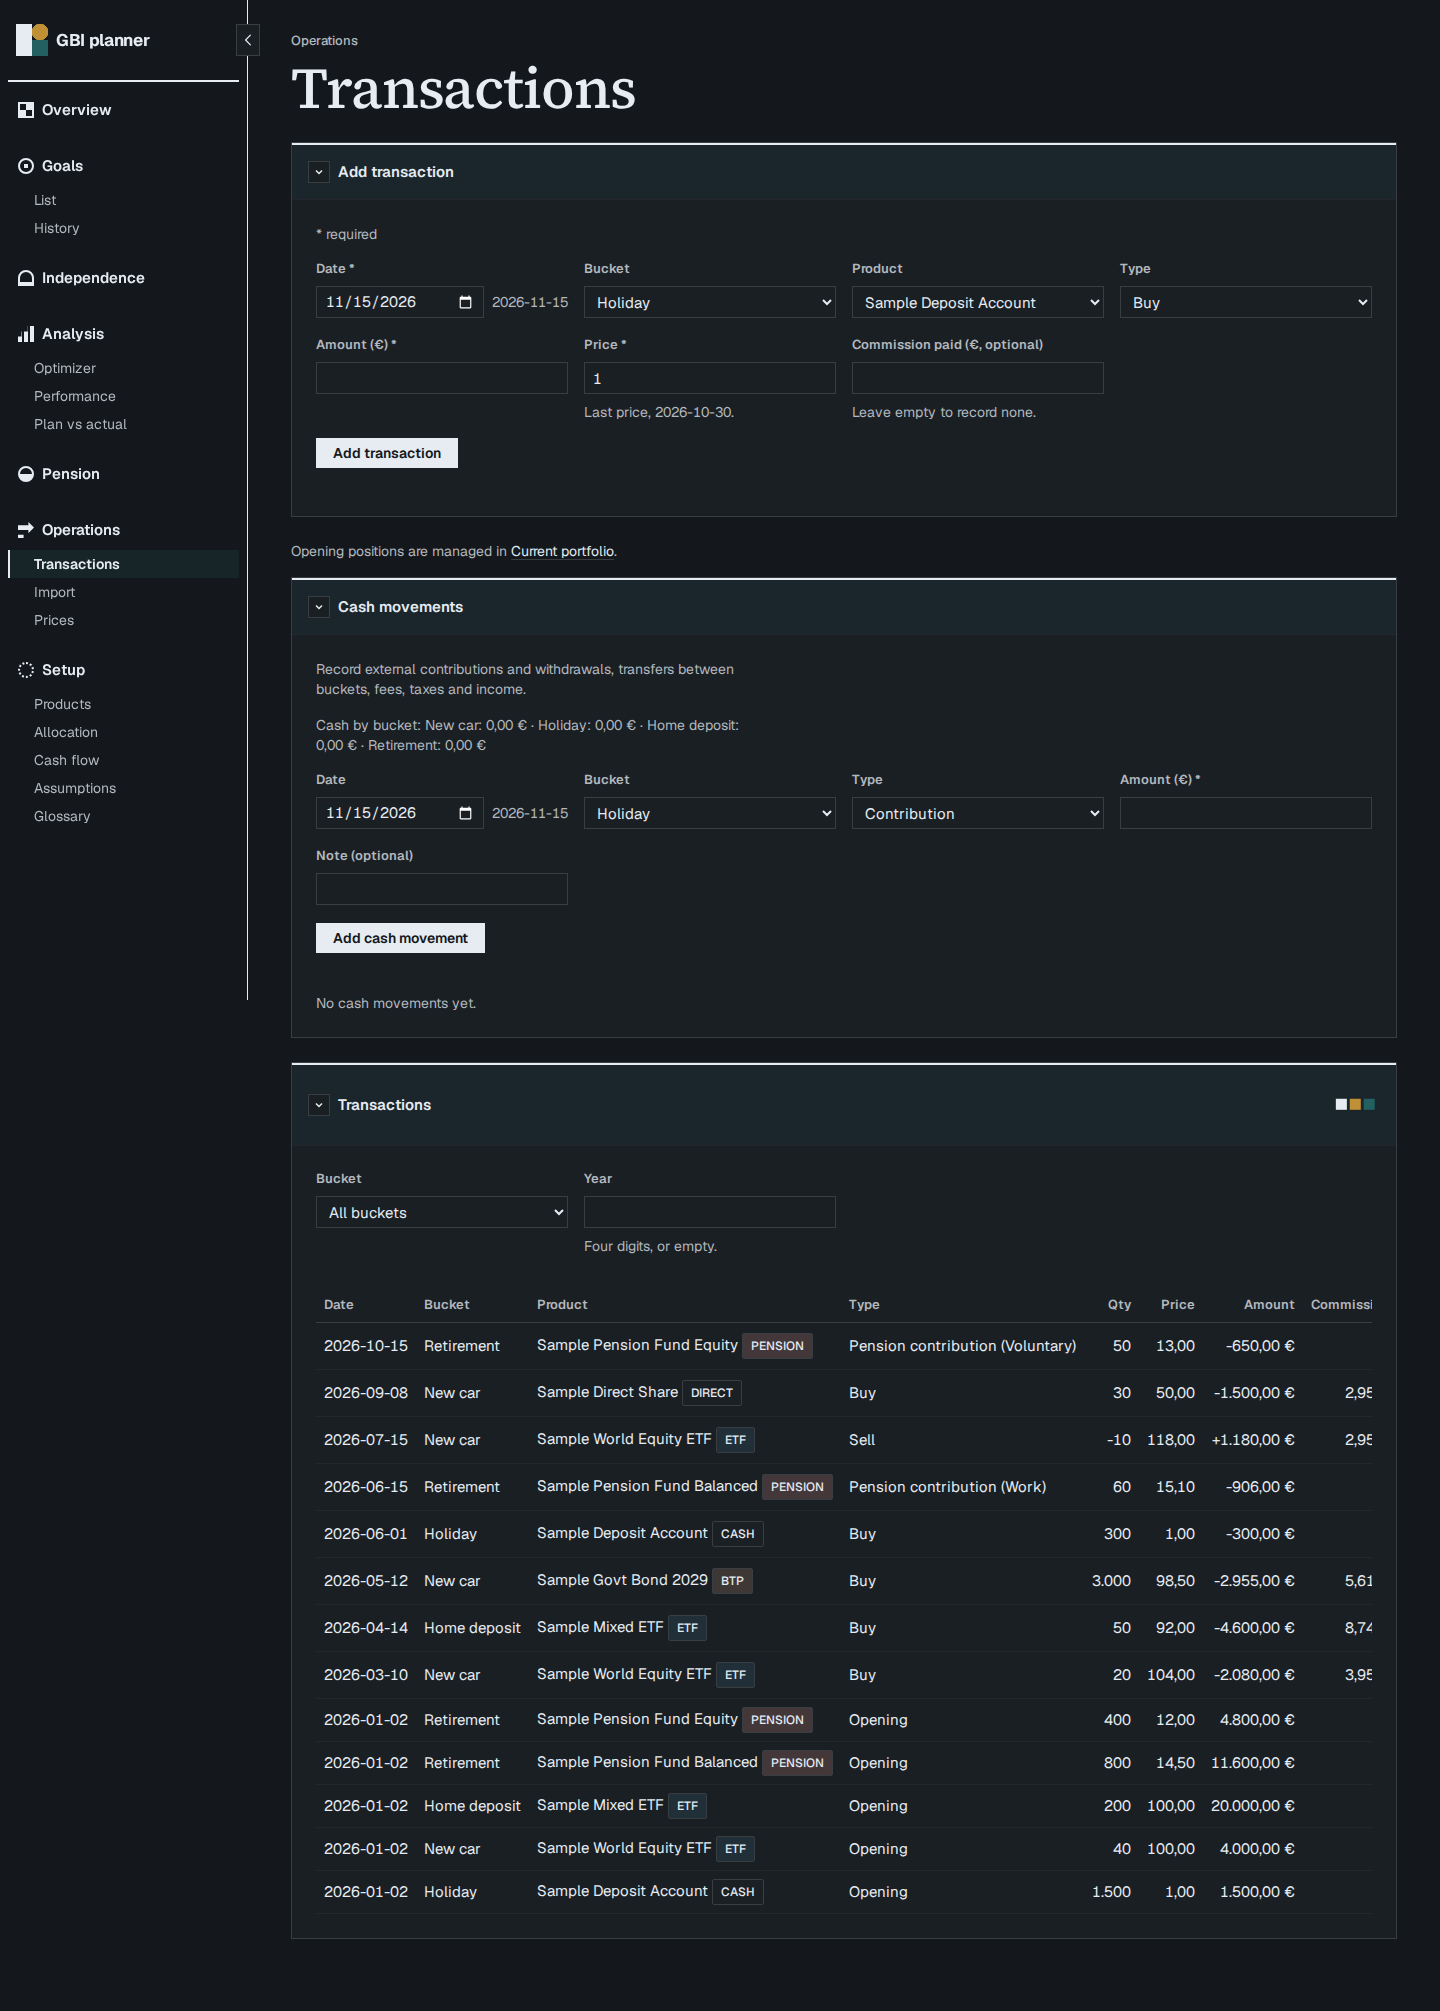 GBI planner
Overview
Goals
List
History
Independence
Analysis
Optimizer
Performance
Plan vs actual
Pension
Operations
Transactions
Import
Prices
Setup
Products
Allocation
Cash flow
Assumptions
Glossary
Operations
Transactions
Add transaction
* required
Date * Bucket Product Type
11/15/2026 2026-11-15 Holiday Sample Deposit Account Buy
Amount (€) * Price * Commission paid (€, optional)
1
Last price, 2026-10-30. Leave empty to record none.
Add transaction
Opening positions are managed in Current portfolio.
Cash movements
Record external contributions and withdrawals, transfers between
buckets, fees, taxes and income.
Cash by bucket: New car: 0,00 € · Holiday: 0,00 € · Home deposit:
0,00 € · Retirement: 0,00 €
Date Bucket Type Amount (€) *
11/15/2026 2026-11-15 Holiday Contribution
Note (optional)
Add cash movement
No cash movements yet.
Transactions
Bucket Year
All buckets
Four digits, or empty.
Date Bucket Product Type Qty Price Amount Commissi
2026-10-15 Retirement Sample Pension Fund Equity PENSION Pension contribution (Voluntary) 50 13,00 -650,00 €
2026-09-08 New car Sample Direct Share DIRECT Buy 30 50,00 -1.500,00 € 2,95
2026-07-15 New car Sample World Equity ETF ETF Sell -10 118,00 +1.180,00 € 2,95
2026-06-15 Retirement Sample Pension Fund Balanced PENSION Pension contribution (Work) 60 15,10 -906,00 €
2026-06-01 Holiday Sample Deposit Account CASH Buy 300 1,00 -300,00 €
2026-05-12 New car Sample Govt Bond 2029 BTP Buy 3.000 98,50 -2.955,00 € 5,61
2026-04-14 Home deposit Sample Mixed ETF ETF Buy 50 92,00 -4.600,00 € 8,74
2026-03-10 New car Sample World Equity ETF ETF Buy 20 104,00 -2.080,00 € 3,95
2026-01-02 Retirement Sample Pension Fund Equity PENSION Opening 400 12,00 4.800,00 €
2026-01-02 Retirement Sample Pension Fund Balanced PENSION Opening 800 14,50 11.600,00 €
2026-01-02 Home deposit Sample Mixed ETF ETF Opening 200 100,00 20.000,00 €
2026-01-02 New car Sample World Equity ETF ETF Opening 40 100,00 4.000,00 €
2026-01-02 Holiday Sample Deposit Account CASH Opening 1.500 1,00 1.500,00 €